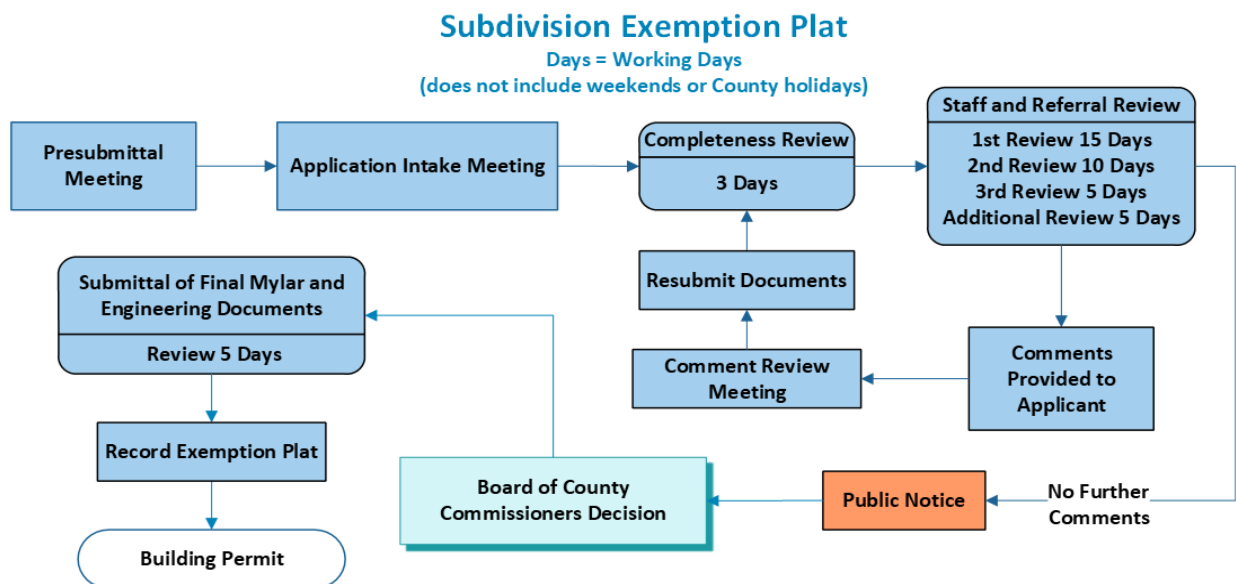 Subdivision Exemption Plat
Days = Working Days
(does not include weekends or County holidays)
Presubmittal
Meeting
Application Intake Meeting
Completeness Review
3 Days
Staff and Referral Review
1st Review 15 Days
2nd Review 10 Days
3rd Review 5 Days
Additional Review 5 Days
Submittal of Final Mylar and
Engineering Documents
Review 5 Days
Resubmit Documents
Comment Review
Meeting
Comments
Provided to
Applicant
Record Exemption Plat
Board of County
Commissioners Decision
Public Notice
No Further
Comments
Building Permit